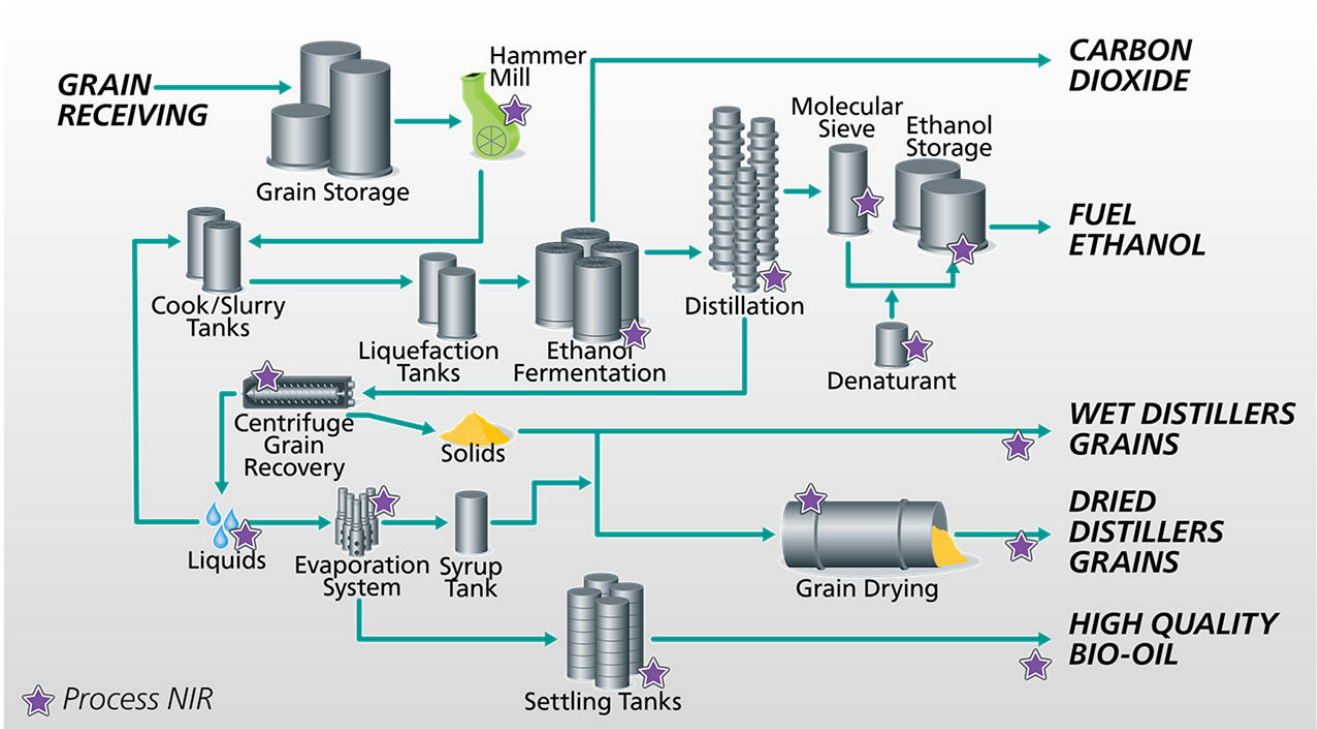 GRAIN
RECEIVING
Grain Storage
Hammer
Mill
CARBON
DIOXIDE
Molecular
Sieve
Ethanol
Storage
FUEL
ETHANOL
Cook/Slurry
Tanks
Liquefaction
Tanks
Ethanol
Fermentation
Distillation
Denaturant
Centrifuge
Grain
Recovery
Solids
WET DISTILLERS
GRAINS
Liquids
Evaporation
System
Syrup
Tank
Grain Drying
DRIED
DISTILLERS
GRAINS
Settling Tanks
HIGH QUALITY
BIO-OIL
Process NIR